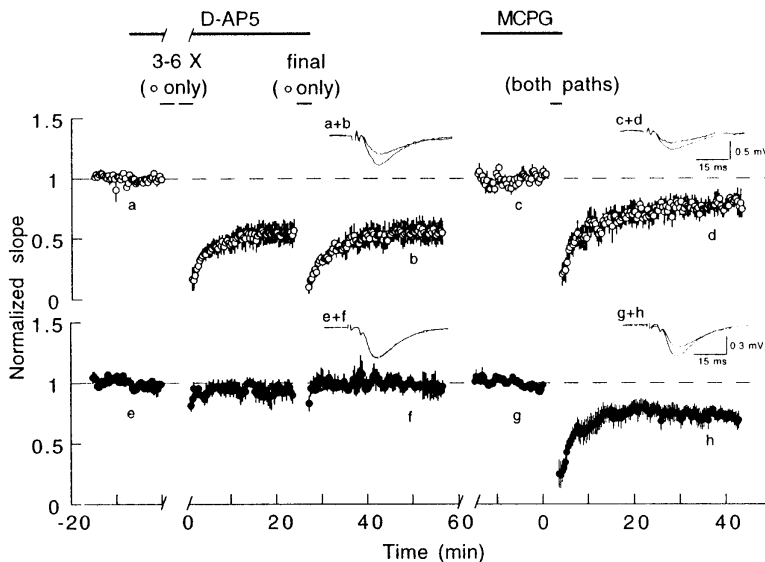 D-AP5 MCPG
3-6 X final
(o only) (o only) (both paths)
1.5
a+b c+d
0.5 mV
15 ms
1
a c
0.5
b d
0
Normalized slope
1.5
e+f g+h
0.3 mV
15 ms
1
e f g
0.5
h
0
-20 0 0 20 40 60 0 20 40
Time (min)